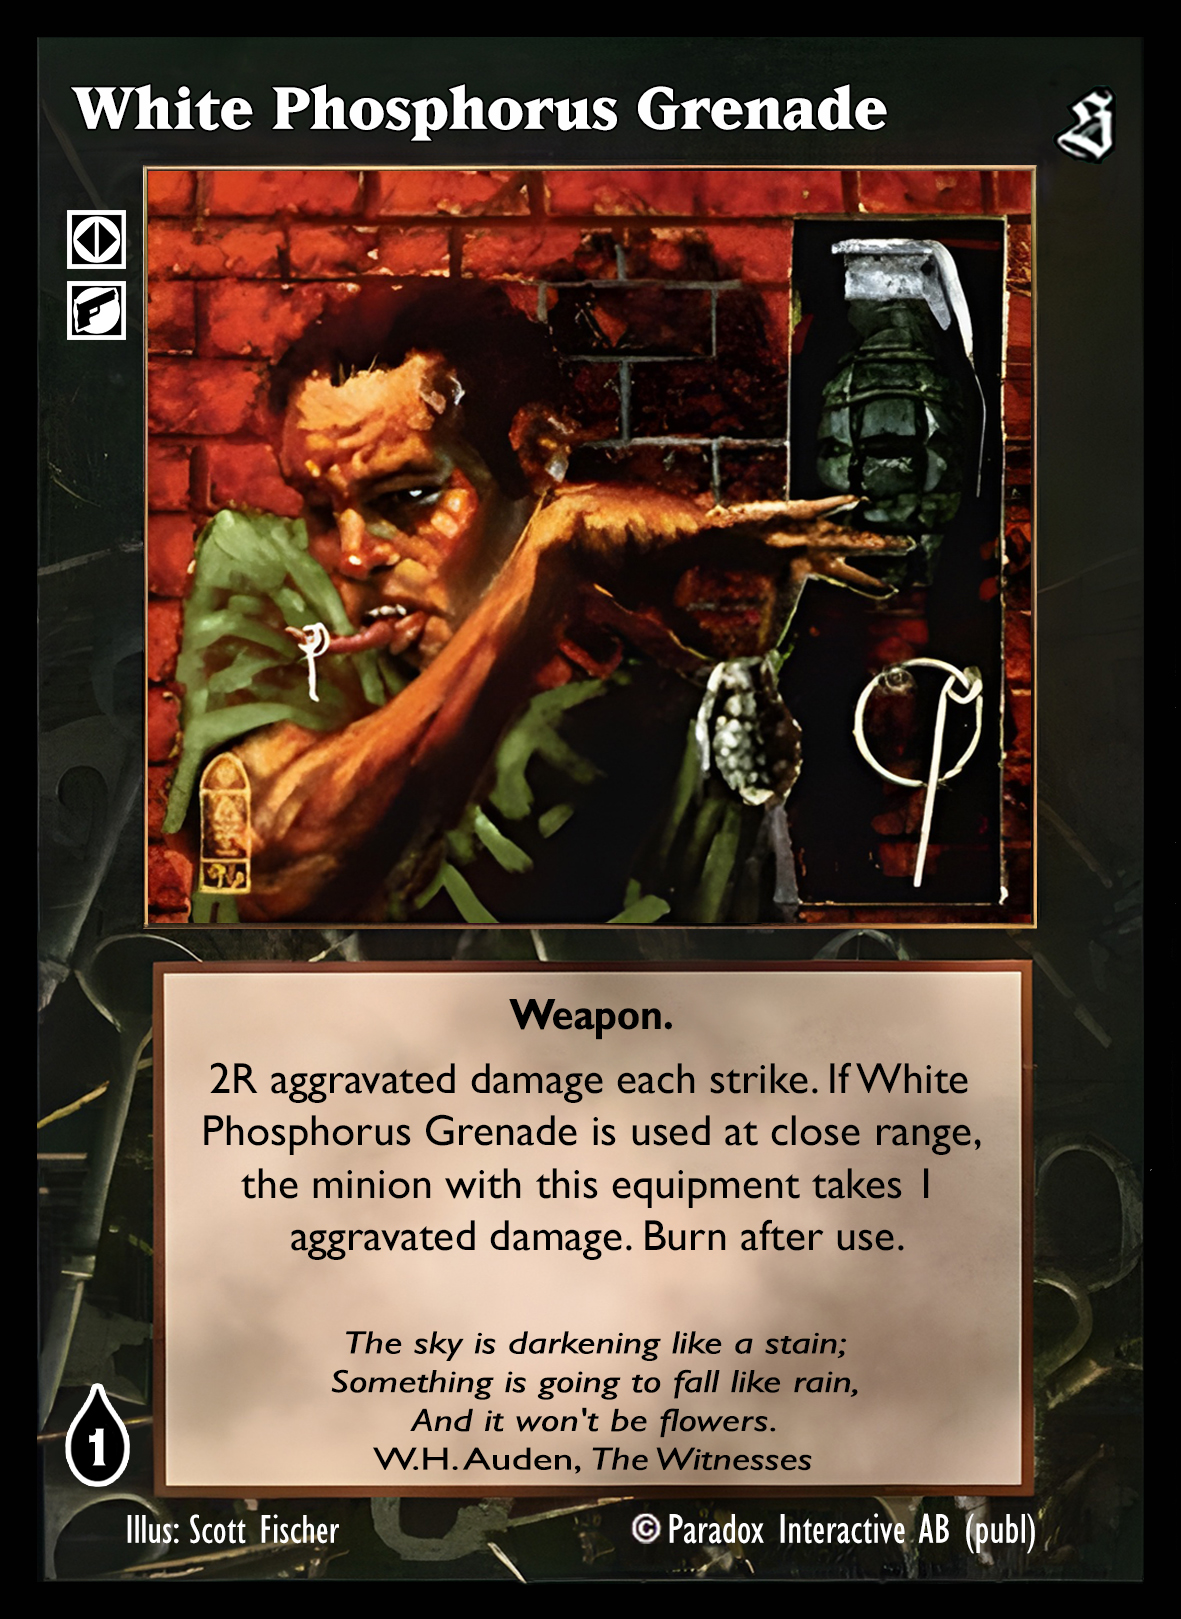 White Phosphorus Grenade
Weapon.
2R aggravated damage each strike. If White
Phosphorus Grenade is used at close range,
the minion with this equipment takes 1
aggravated damage. Burn after use.
The sky is darkening like a stain;
Something is going to fall like rain,
And it won't be flowers.
W.H. Auden, The Witnesses
1
Illus: Scott Fischer
© Paradox Interactive AB (publ)